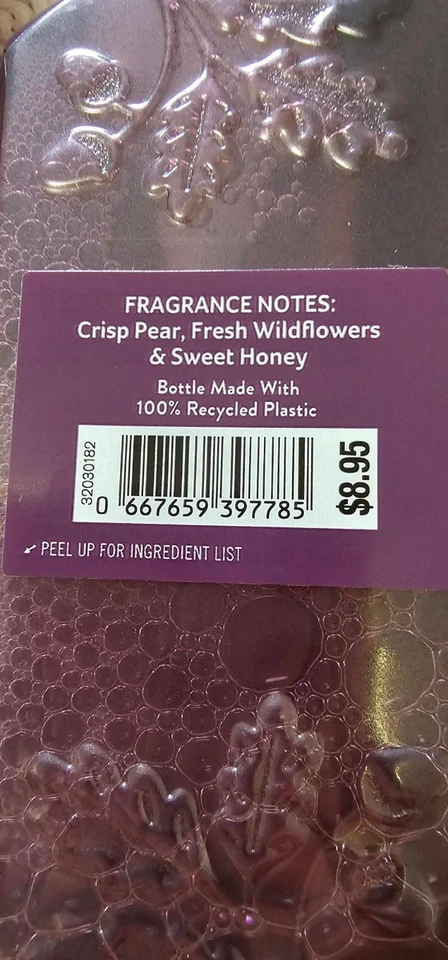 FRAGRANCE NOTES:
Crisp Pear, Fresh Wildflowers
& Sweet Honey
Bottle Made With
100% Recycled Plastic
32030182
0 667659 397785
$8.95
↙ PEEL UP FOR INGREDIENT LIST